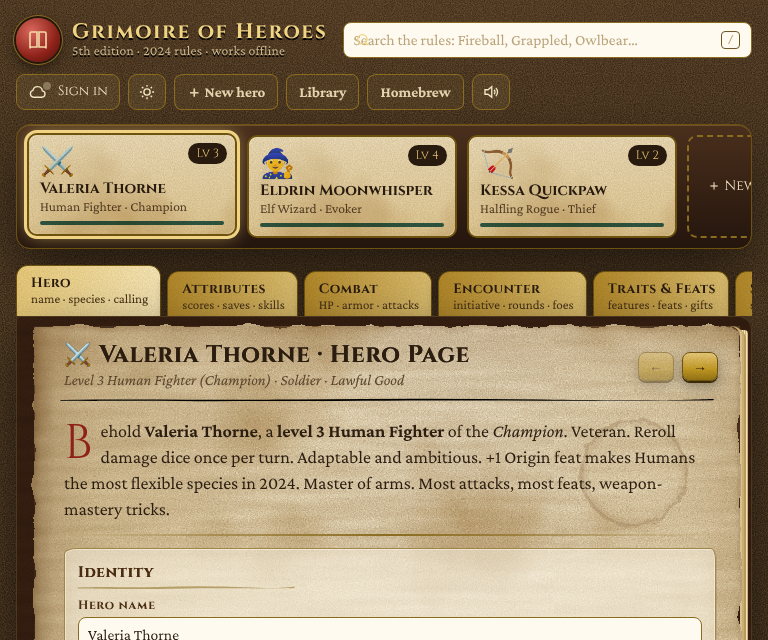 Grimoire of Heroes
5th edition · 2024 rules · works offline
Search the rules: Fireball, Grappled, Owlbear…
/
Sign in
+ New hero
Library
Homebrew
Lv 3
Valeria Thorne
Human Fighter · Champion
Lv 4
Eldrin Moonwhisper
Elf Wizard · Evoker
Lv 2
Kessa Quickpaw
Halfling Rogue · Thief
Hero
name · species · calling
Attributes
scores · saves · skills
Combat
HP · armor · attacks
Encounter
initiative · rounds · foes
Traits & Feats
features · feats · gifts
Valeria Thorne · Hero Page
Level 3 Human Fighter (Champion) · Soldier · Lawful Good
← →
Behold Valeria Thorne, a level 3 Human Fighter of the Champion. Veteran. Reroll
damage dice once per turn. Adaptable and ambitious. +1 Origin feat makes Humans
the most flexible species in 2024. Master of arms. Most attacks, most feats, weapon-
mastery tricks.
Identity
Hero name
Valeria Thorne